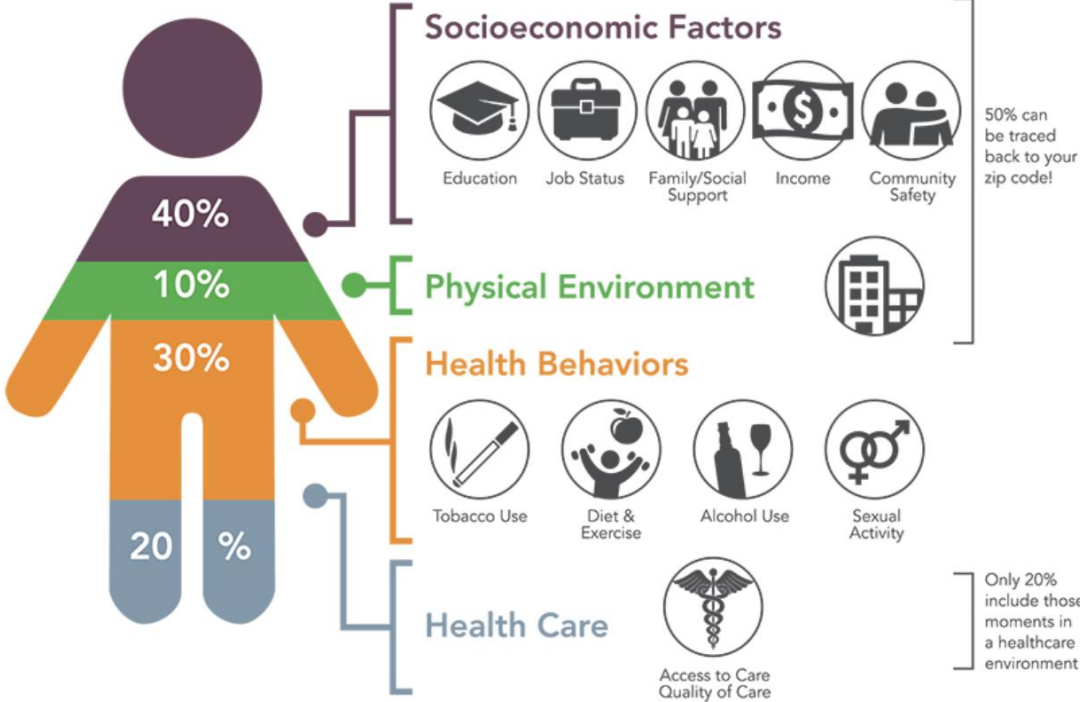 Socioeconomic Factors
Education
Job Status
Family/Social
Support
Income
Community
Safety
50% can
be traced
back to your
zip code!
40%
10%
Physical Environment
30%
Health Behaviors
Tobacco Use
Diet &
Exercise
Alcohol Use
Sexual
Activity
20 %
Health Care
Access to Care
Quality of Care
Only 20%
include those
moments in
a healthcare
environment